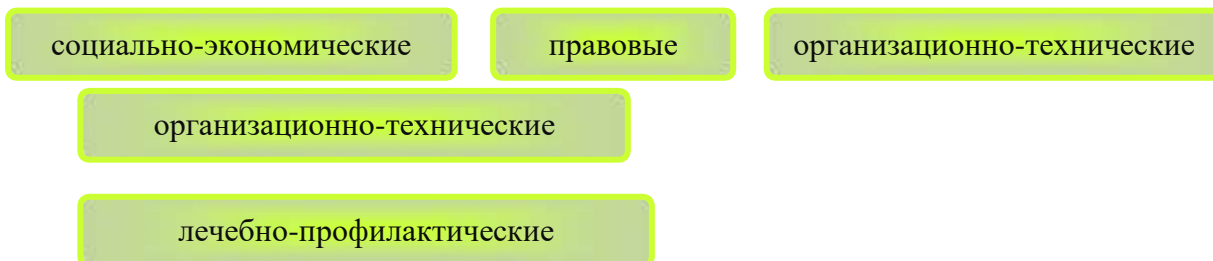 социально-экономические правовые организационно-технические
организационно-технические
лечебно-профилактические